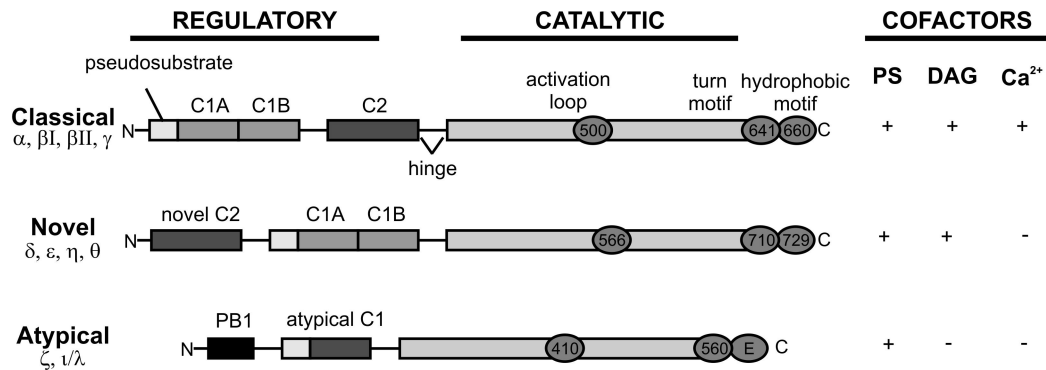 REGULATORY CATALYTIC COFACTORS
pseudosubstrate
activation loop
turn motif
hydrophobic motif
PS DAG Ca²⁺
Classical
α, βI, βII, γ
N C1A C1B C2 500 641 660 C + + +
hinge
Novel
δ, ε, η, θ
N novel C2 C1A C1B 566 710 729 C + + -
Atypical
ζ, ι/λ
N PB1 atypical C1 410 560 E C + - -